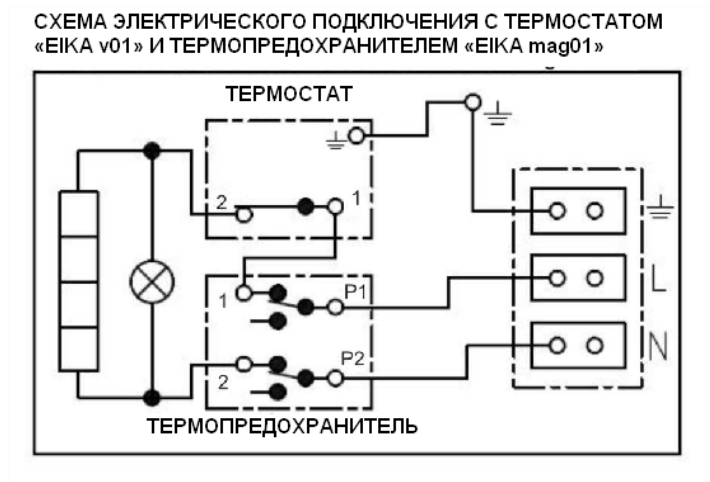 СХЕМА ЭЛЕКТРИЧЕСКОГО ПОДКЛЮЧЕНИЯ С ТЕРМОСТАТОМ
«EIKA v01» И ТЕРМОПРЕДОХРАНИТЕЛЕМ «EIKA mag01»
ТЕРМОСТАТ
2
1
1
P1
L
2
P2
N
ТЕРМОПРЕДОХРАНИТЕЛЬ